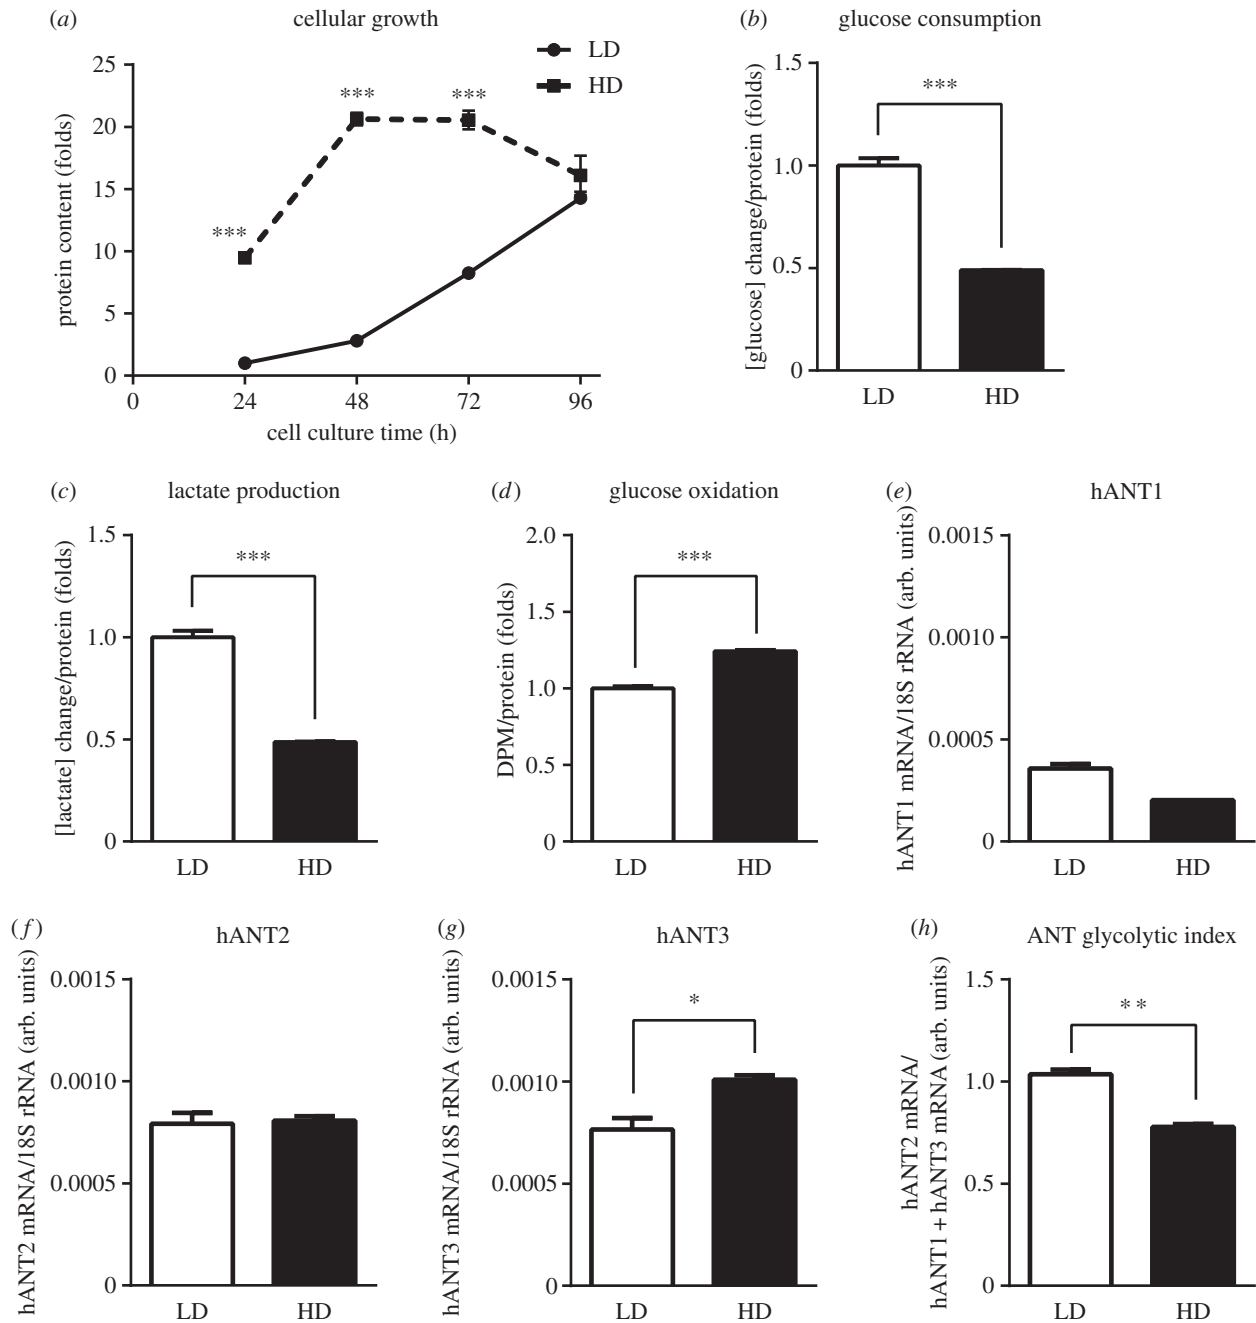 (a) cellular growth
LD
HD
25
20
15
10
5
0
protein content (folds)
***
***
***
0 24 48 72 96
cell culture time (h)
(b) glucose consumption
1.5
1.0
0.5
0
[glucose] change/protein (folds)
***
LD HD
(c) lactate production
1.5
1.0
0.5
0
[lactate] change/protein (folds)
***
LD HD
(d) glucose oxidation
2.0
1.5
1.0
0.5
0
DPM/protein (folds)
***
LD HD
(e) hANT1
0.0015
0.0010
0.0005
0
hANT1 mRNA/18S rRNA (arb. units)
LD HD
(f) hANT2
0.0015
0.0010
0.0005
0
hANT2 mRNA/18S rRNA (arb. units)
LD HD
(g) hANT3
0.0015
0.0010
0.0005
0
hANT3 mRNA/18S rRNA (arb. units)
*
LD HD
(h) ANT glycolytic index
1.5
1.0
0.5
0
hANT2 mRNA/
hANT1 + hANT3 mRNA (arb. units)
**
LD HD